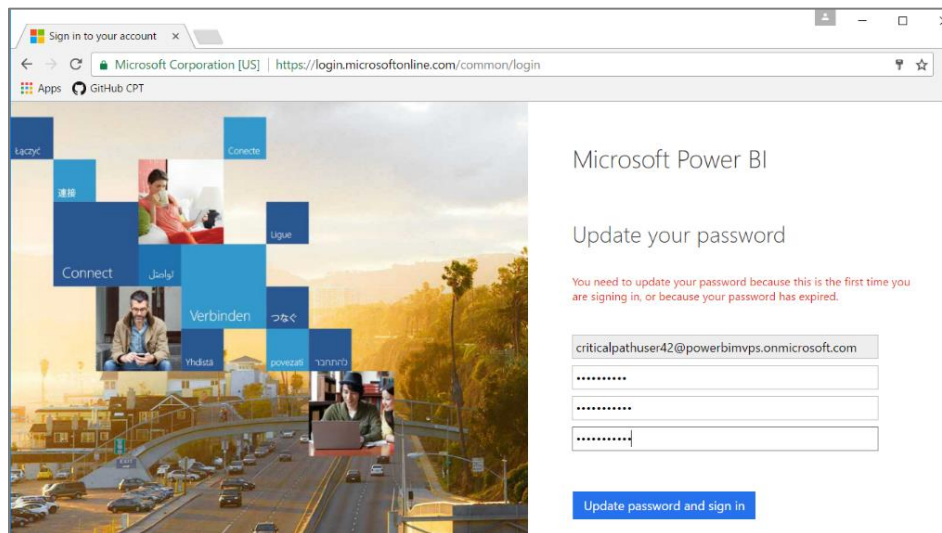 Sign in to your account
Microsoft Corporation [US] | https://login.microsoftonline.com/common/login
Apps GitHub CPT
Łączyć
Conecte
連接
Ligue
Connect
تواصَل
Verbinden
つなぐ
Yhdistä
povezati
להתחבר
Microsoft Power BI
Update your password
You need to update your password because this is the first time you
are signing in, or because your password has expired.
criticalpathuser42@powerbimvps.onmicrosoft.com
Update password and sign in